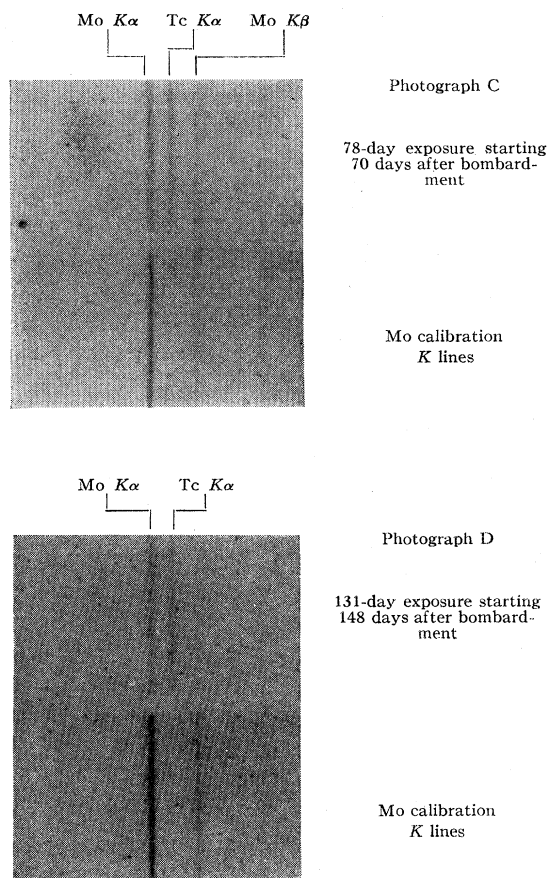 Mo Kα Tc Kα Mo Kβ
Photograph C
78-day exposure starting
70 days after bombard-
ment
Mo calibration
K lines
Mo Kα Tc Kα
Photograph D
131-day exposure starting
148 days after bombard-
ment
Mo calibration
K lines